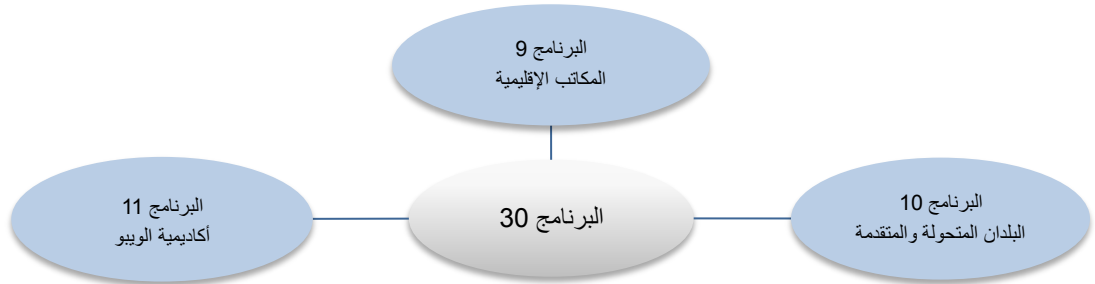 البرنامج 9
المكاتب الإقليمية
البرنامج 10
البلدان المتحولة والمتقدمة
البرنامج 30
البرنامج 11
أكاديمية الويبو